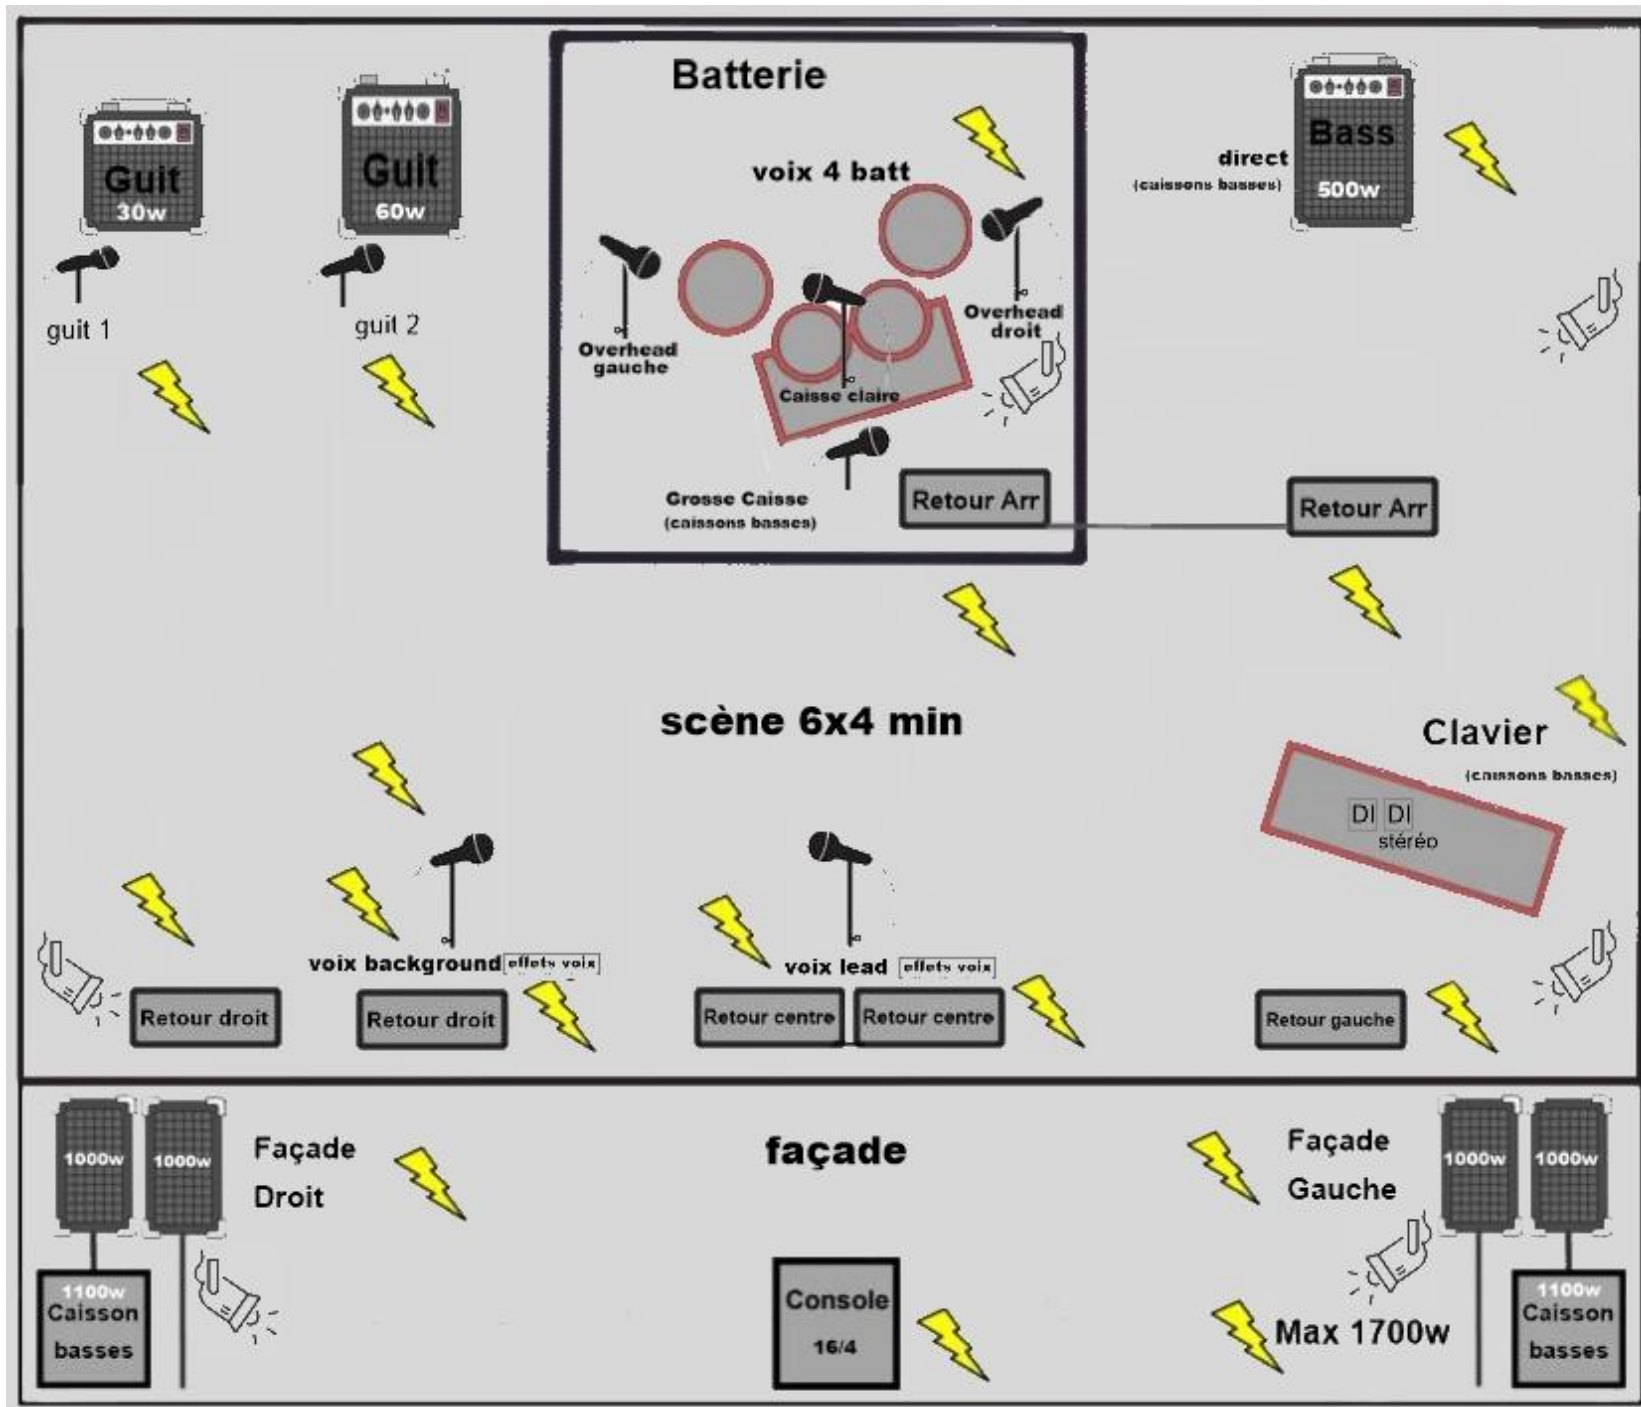 Batterie
Guit
30w
Guit
60w
Bass
500w
direct
(caissons basses)
voix 4 batt
guit 1
guit 2
Overhead
gauche
Overhead
droit
Caisse claire
Grosse Caisse
(caissons basses)
Retour Arr
Retour Arr
scène 6x4 min
Clavier
(caissons basses)
DI DI
stéréo
voix background effets voix
voix lead effets voix
Retour droit
Retour droit
Retour centre
Retour centre
Retour gauche
1000w
1000w
Façade
Droit
façade
Façade
Gauche
1000w
1000w
1100w
Caisson
basses
Console
16/4
Max 1700w
1100w
Caisson
basses